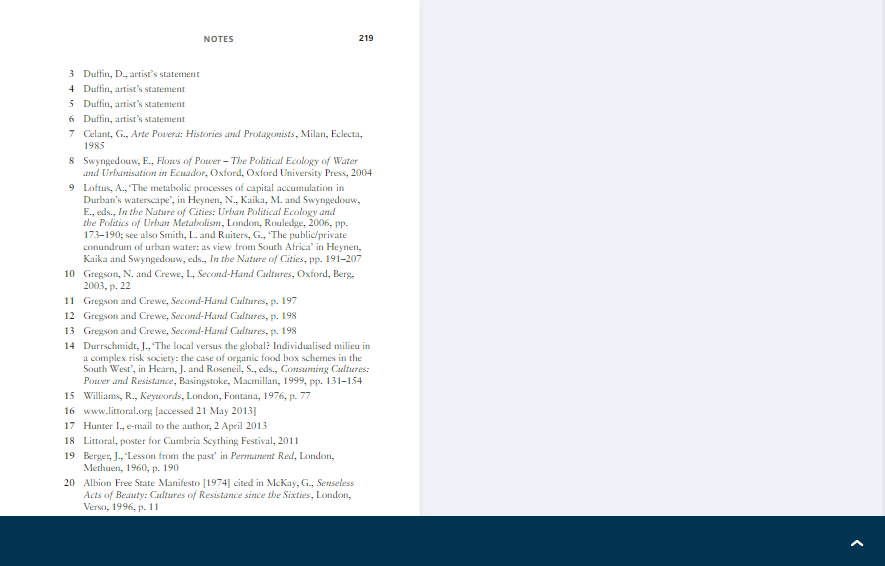 NOTES 219
3 Duffin, D., artist's statement
4 Duffin, artist's statement
5 Duffin, artist's statement
6 Duffin, artist's statement
7 Celant, G., Arte Povera: Histories and Protagonists, Milan, Eclecta,
1985
8 Swyngedouw, E., Flows of Power – The Political Ecology of Water
and Urbanisation in Ecuador, Oxford, Oxford University Press, 2004
9 Loftus, A., 'The metabolic processes of capital accumulation in
Durban's waterscape', in Heynen, N., Kaika, M. and Swyngedouw,
E., eds., In the Nature of Cities: Urban Political Ecology and
the Politics of Urban Metabolism, London, Rouledge, 2006, pp.
173–190; see also Smith, L. and Ruiters, G., 'The public/private
conundrum of urban water: as view from South Africa' in Heynen,
Kaika and Swyngedouw, eds., In the Nature of Cities, pp. 191–207
10 Gregson, N. and Crewe, L, Second-Hand Cultures, Oxford, Berg,
2003, p. 22
11 Gregson and Crewe, Second-Hand Cultures, p. 197
12 Gregson and Crewe, Second-Hand Cultures, p. 198
13 Gregson and Crewe, Second-Hand Cultures, p. 198
14 Durrschmidt, J., 'The local versus the global? Individualised milieu in
a complex risk society: the case of organic food box schemes in the
South West', in Hearn, J. and Roseneil, S., eds., Consuming Cultures:
Power and Resistance, Basingstoke, Macmillan, 1999, pp. 131–154
15 Williams, R., Keywords, London, Fontana, 1976, p. 77
16 www.littoral.org [accessed 21 May 2013]
17 Hunter I., e-mail to the author, 2 April 2013
18 Littoral, poster for Cumbria Scything Festival, 2011
19 Berger, J., 'Lesson from the past' in Permanent Red, London,
Methuen, 1960, p. 190
20 Albion Free State Manifesto [1974] cited in McKay, G., Senseless
Acts of Beauty: Cultures of Resistance since the Sixties, London,
Verso, 1996, p. 11